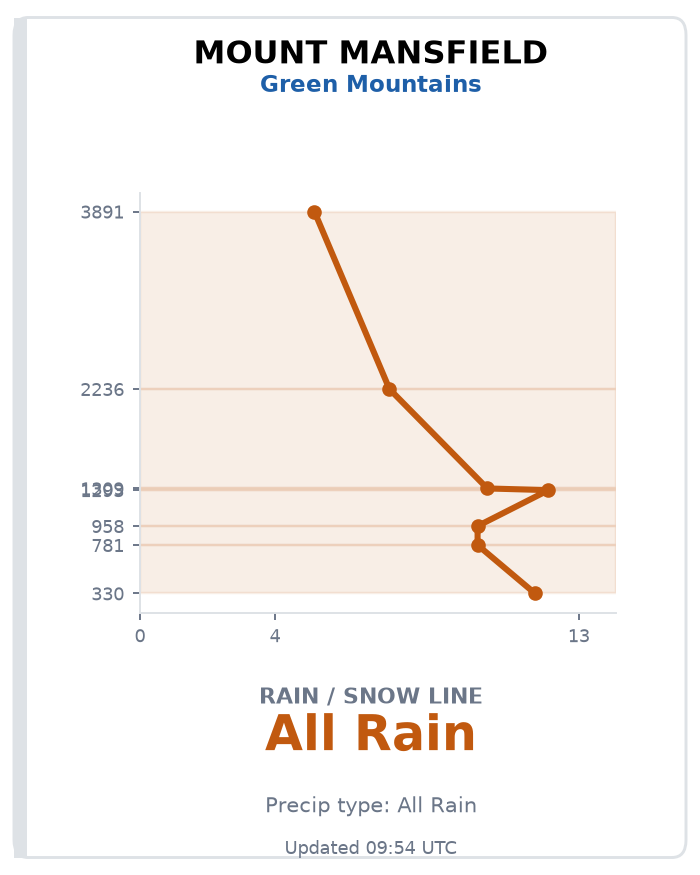 MOUNT MANSFIELD
Green Mountains
3891
2236
958
781
330
0 4 13
RAIN / SNOW LINE
All Rain
Precip type: All Rain
Updated 09:54 UTC